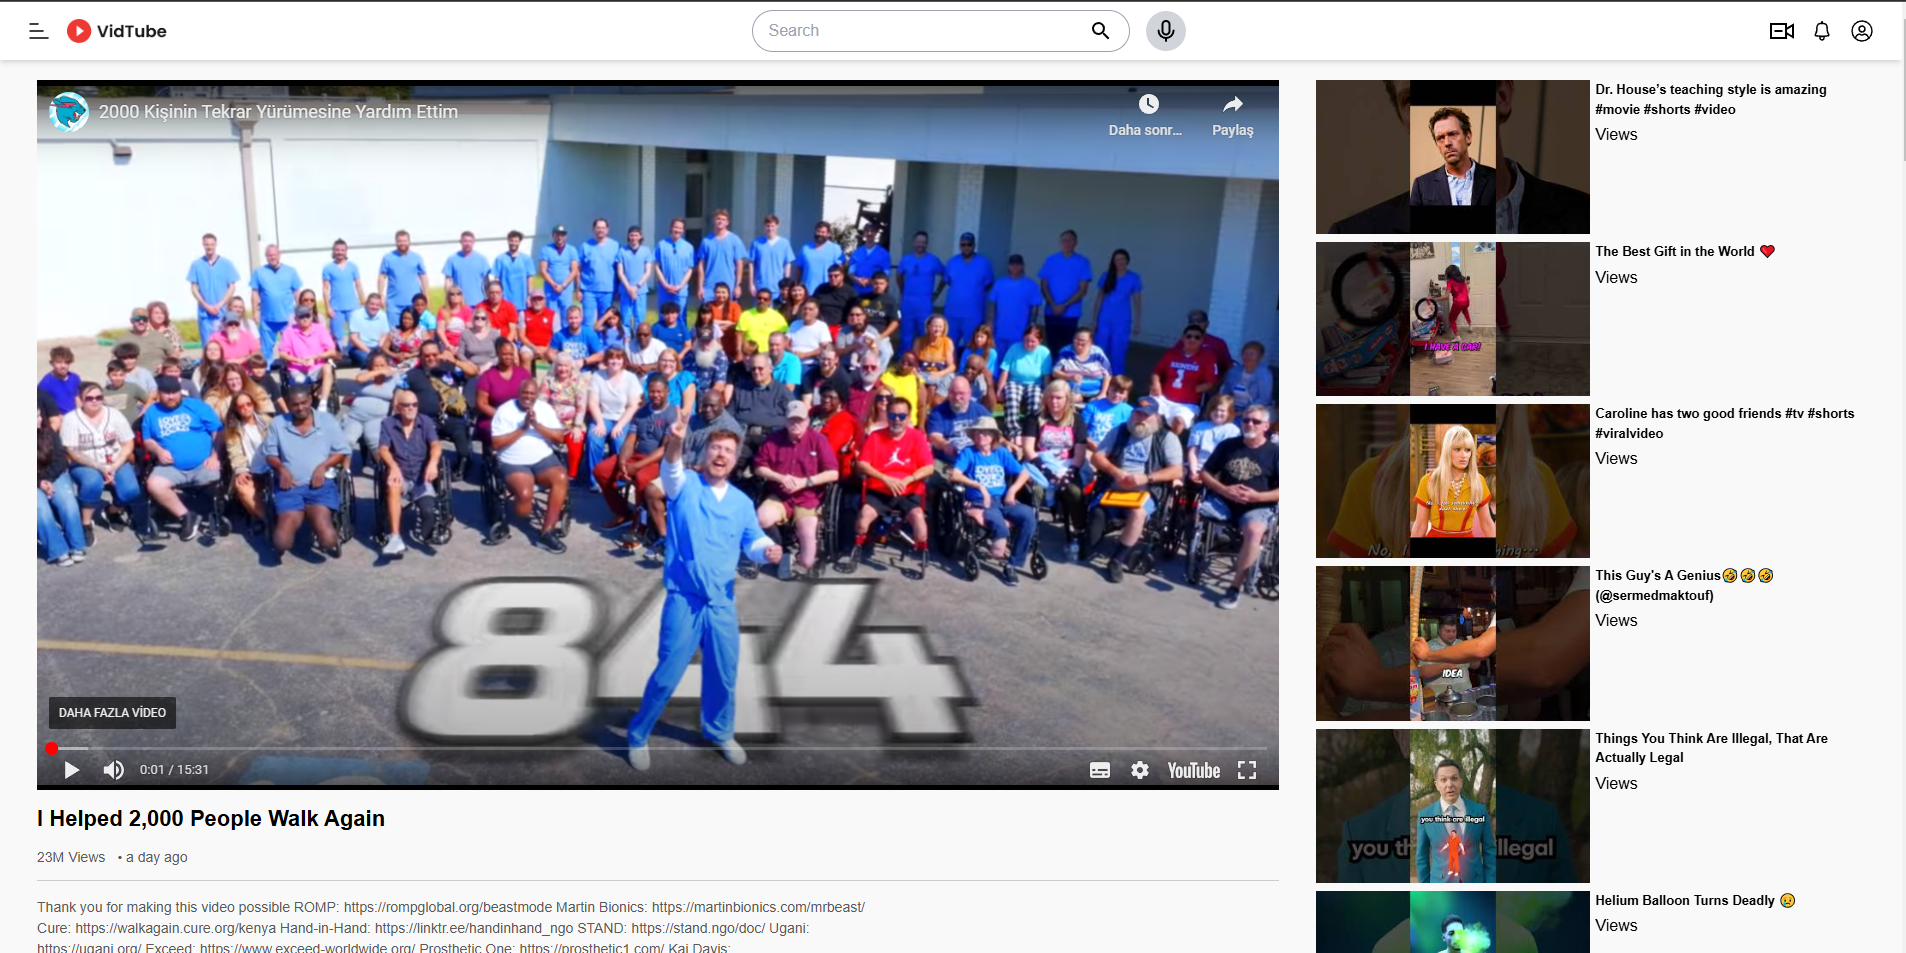 VidTube
Search
2000 Kişinin Tekrar Yürümesine Yardım Ettim
Daha sonr...
Paylaş
844
DAHA FAZLA VİDEO
0:01 / 15:31
YouTube
I Helped 2,000 People Walk Again
23M Views • a day ago
Thank you for making this video possible ROMP: https://rompglobal.org/beastmode Martin Bionics: https://martinbionics.com/mrbeast/
Cure: https://walkagain.cure.org/kenya Hand-in-Hand: https://linktr.ee/handinhand_ngo STAND: https://stand.ngo/doc/ Ugani:
https://ugani.org/ Exceed: https://www.exceed-worldwide.org/ Prosthetic One: https://prosthetic1.com/ Kai Davis:
Dr. House’s teaching style is amazing
#movie #shorts #video
Views
The Best Gift in the World ❤️
Views
I HAVE A CAR!
Caroline has two good friends #tv #shorts
#viralvideo
Views
This Guy's A Genius🤣🤣🤣
(@sermedmaktouf)
Views
IDEA
Things You Think Are Illegal, That Are
Actually Legal
Views
you think are illegal
Helium Balloon Turns Deadly 😥
Views